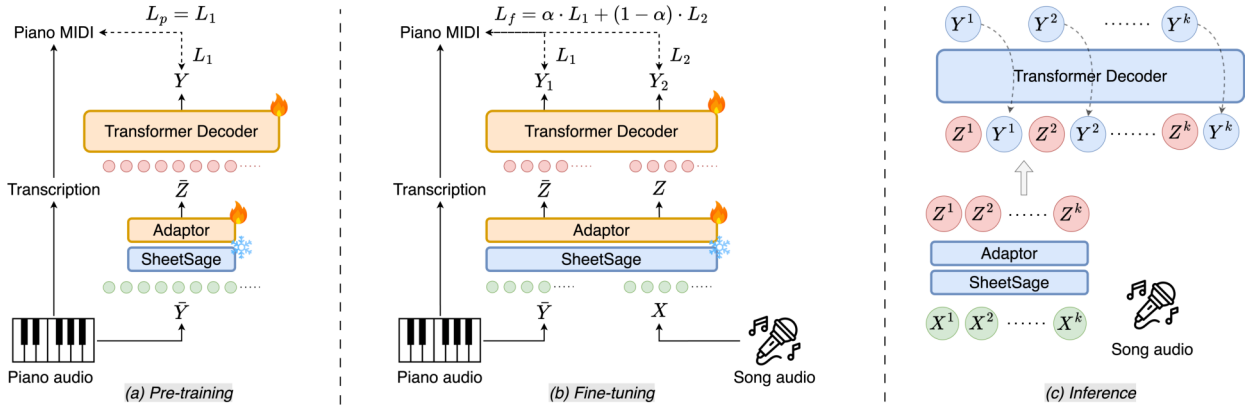 L_p = L_1
Piano MIDI
L_1
Y
Transformer Decoder
......
Transcription
Z̄
Adaptor
SheetSage
......
Ȳ
Piano audio
(a) Pre-training
L_f = α · L_1 + (1 − α) · L_2
Piano MIDI
L_1
L_2
Y_1
Y_2
Transformer Decoder
...... ......
Transcription
Z̄
Z
Adaptor
SheetSage
...... ......
Ȳ
X
Piano audio
Song audio
(b) Fine-tuning
Y^1 Y^2 ...... Y^k
Transformer Decoder
Z^1 Y^1 Z^2 Y^2 ....... Z^k Y^k
Z^1 Z^2 ...... Z^k
Adaptor
SheetSage
X^1 X^2 ...... X^k
Song audio
(c) Inference